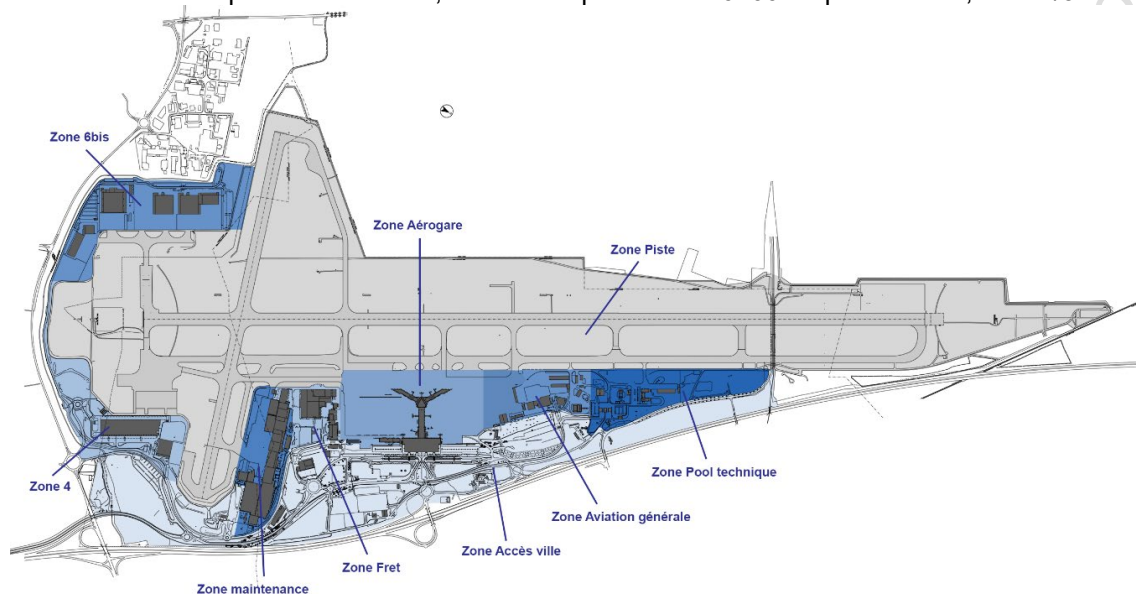 Zone 6bis
Zone Aérogare
Zone Piste
Zone 4
Zone Pool technique
Zone Aviation générale
Zone Accès ville
Zone Fret
Zone maintenance